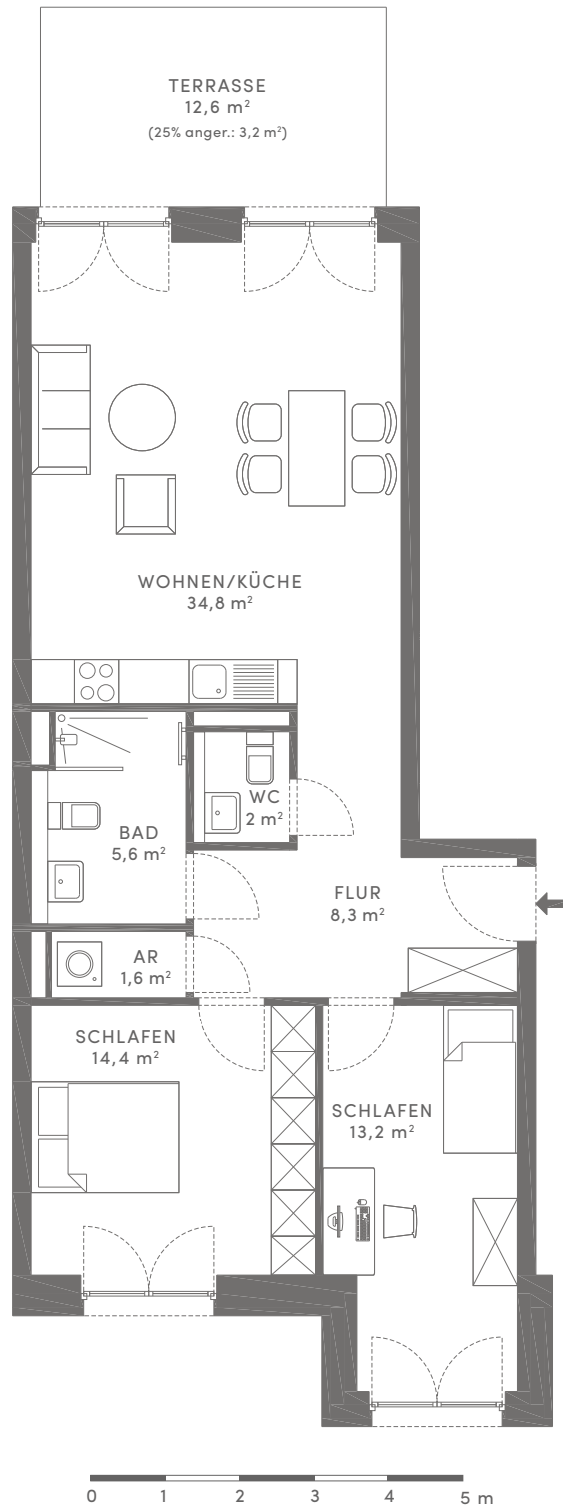 TERRASSE
12,6 m²
(25% anger.: 3,2 m²)
WOHNEN/KÜCHE
34,8 m²
WC
2 m²
BAD
5,6 m²
FLUR
8,3 m²
AR
1,6 m²
SCHLAFEN
14,4 m²
SCHLAFEN
13,2 m²
0 1 2 3 4 5 m